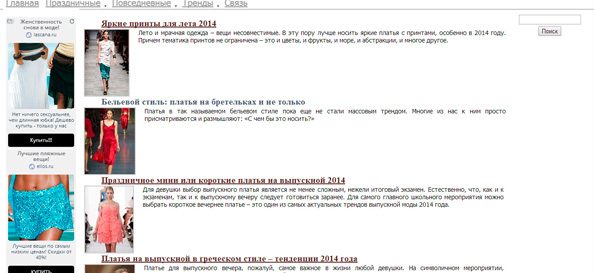 Главная Праздничные Повседневные Тренды Связь
Женственность
снова в моде!
lascana.ru
Нет ничего сексуальнее,
чем длинная юбка! Дешево
купить - только у нас
Купить!!!
Лучшие пляжные
вещи!
elios.ru
Лучшие вещи по самым
низким ценам! Скидки от
40%!
КУПИТЬ
Яркие принты для лета 2014
Лето и мрачная одежда – вещи несовместимые. В эту пору лучше носить яркие платья с принтами, особенно в 2014 году.
Причем тематика принтов не ограничена – это и цветы, и фрукты, и море, и абстракции, и многое другое.
Бельевой стиль: платья на бретельках и не только
Платья в так называемом бельевом стиле пока еще не стали массовым трендом. Многие из нас к ним просто
присматриваются и размышляют: «С чем бы это носить?»
Праздничное мини или короткие платья на выпускной 2014
Для девушки выбор выпускного платья является не менее сложным, нежели итоговый экзамен. Естественно, что, как и к
экзаменам, так и к выпускному вечеру следует готовиться заранее. Для самого главного школьного мероприятия можно
выбрать короткое вечернее платье – это один из самых актуальных трендов выпускной моды 2014 года.
Платья на выпускной в греческом стиле – тенденции 2014 года
Платье для выпускного вечера, пожалуй, самое важное в жизни любой девушки. На символичном мероприятии,
Поиск